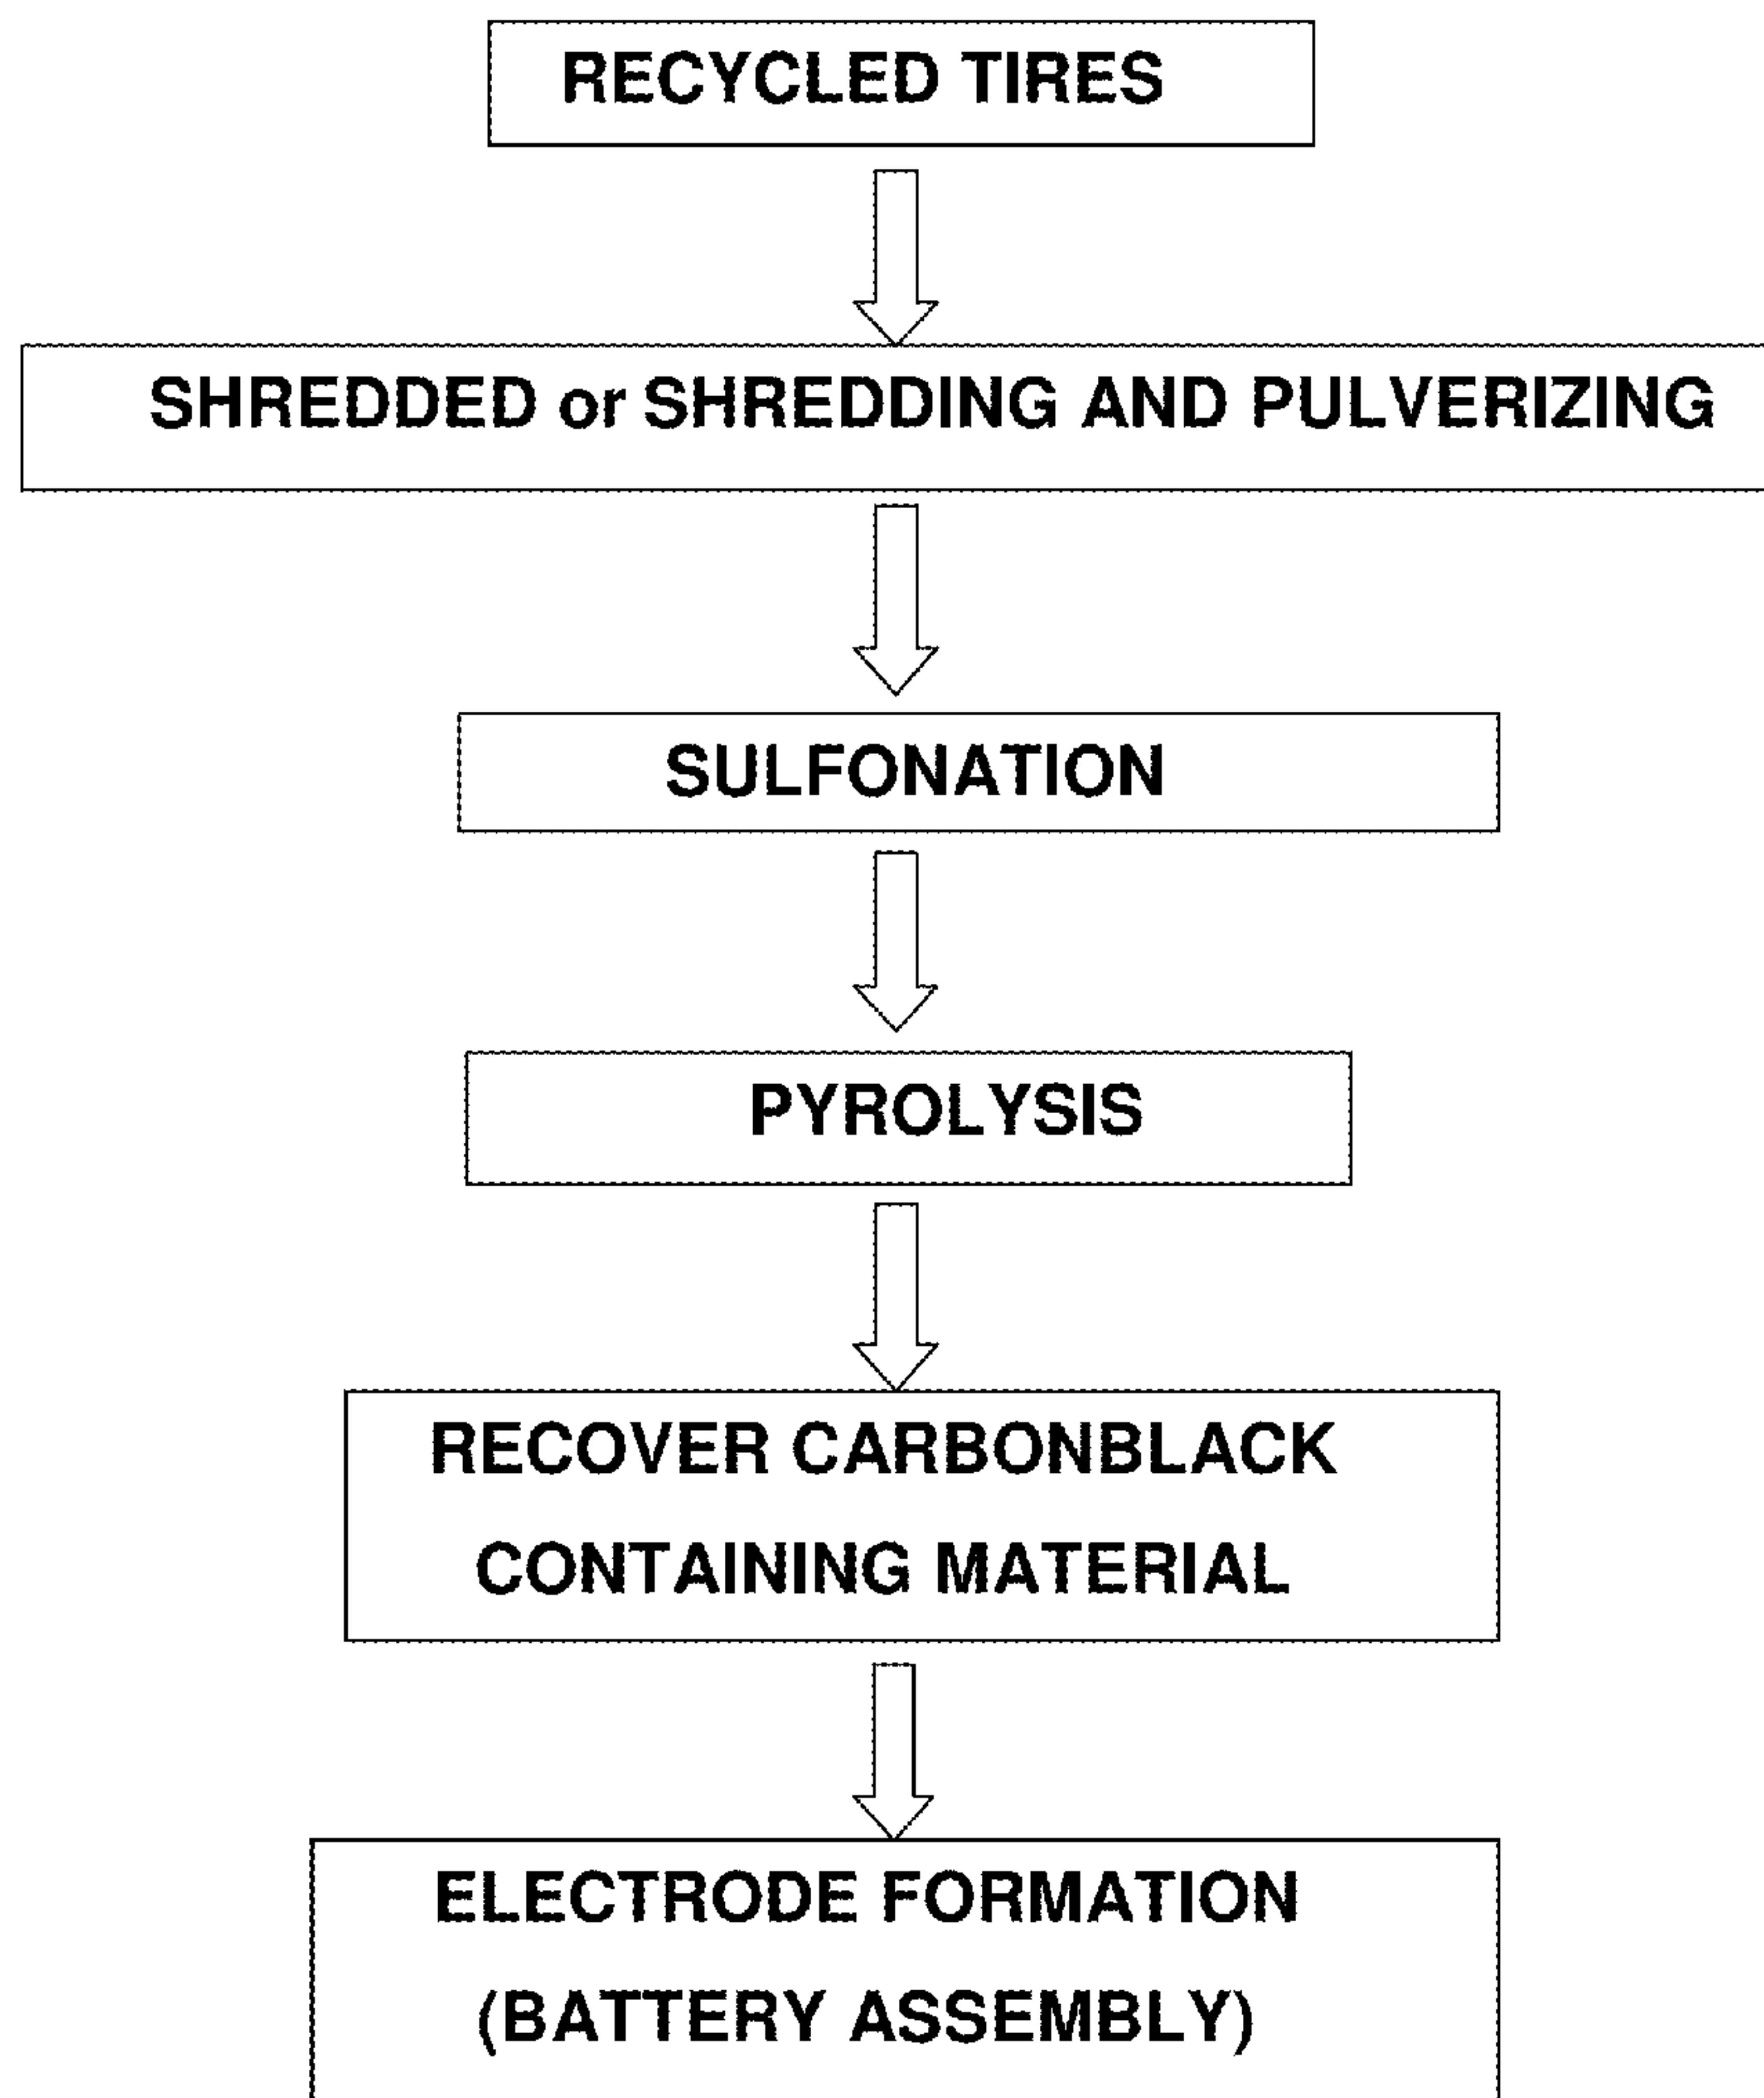 RECYCLED TIRES
SHREDDED or SHREDDING AND PULVERIZING
SULFONATION
PYROLYSIS
RECOVER CARBONBLACK
CONTAINING MATERIAL
ELECTRODE FORMATION
(BATTERY ASSEMBLY)